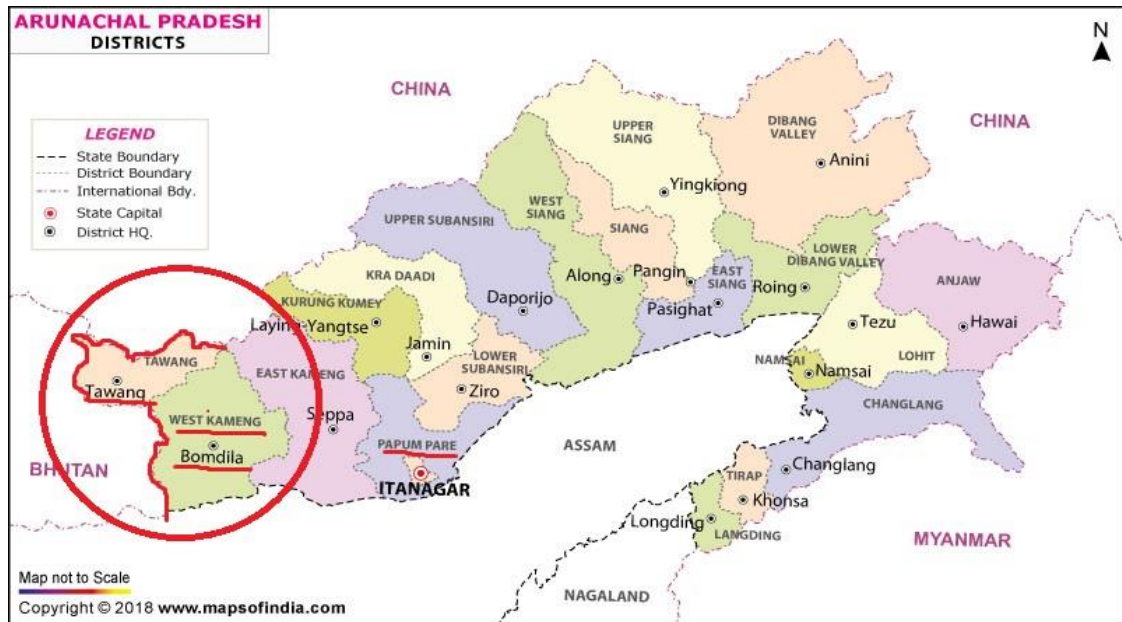 ARUNACHAL PRADESH
DISTRICTS
N
CHINA
CHINA
LEGEND
State Boundary
District Boundary
International Bdy.
State Capital
District HQ.
UPPER
SIANG
DIBANG
VALLEY
Anini
Yingkiong
WEST
SIANG
UPPER SUBANSIRI
SIANG
LOWER
DIBANG VALLEY
KRA DAADI
Along
Pangin
EAST
SIANG
Roing
ANJAW
KURUNG KUMEY
Daporijo
Pasighat
Laying-Yangtse
Tezu
Hawai
Jamin
LOWER
SUBANSIRI
TAWANG
NAMSAI
LOHIT
EAST KAMENG
Namsai
Tawang
Ziro
CHANGLANG
WEST KAMENG
Seppa
PAPUM PARE
ASSAM
Bomdila
BHUTAN
ITANAGAR
TIRAP
Changlang
Khonsa
Longding
LANGDING
MYANMAR
Map not to Scale
NAGALAND
Copyright © 2018 www.mapsofindia.com